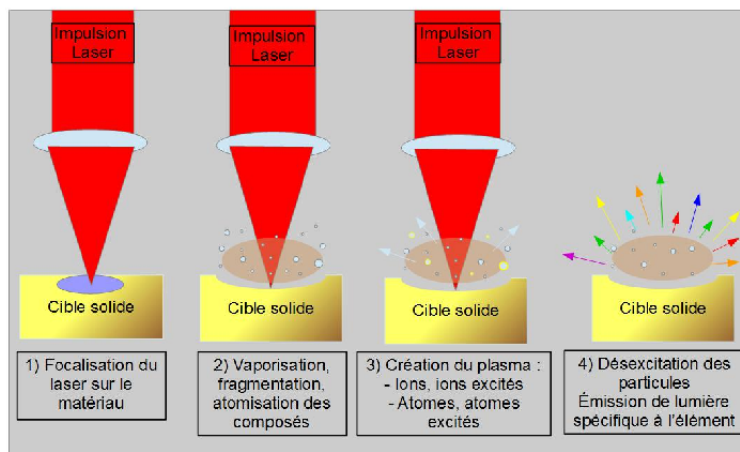 Impulsion
Laser
Impulsion
Laser
Impulsion
Laser
Cible solide
Cible solide
Cible solide
Cible solide
1) Focalisation du
laser sur le
matériau
2) Vaporisation,
fragmentation,
atomisation des
composés
3) Création du plasma :
- Ions, ions excités
- Atomes, atomes
excités
4) Désexcitation des
particules
Émission de lumière
spécifique à l'élément